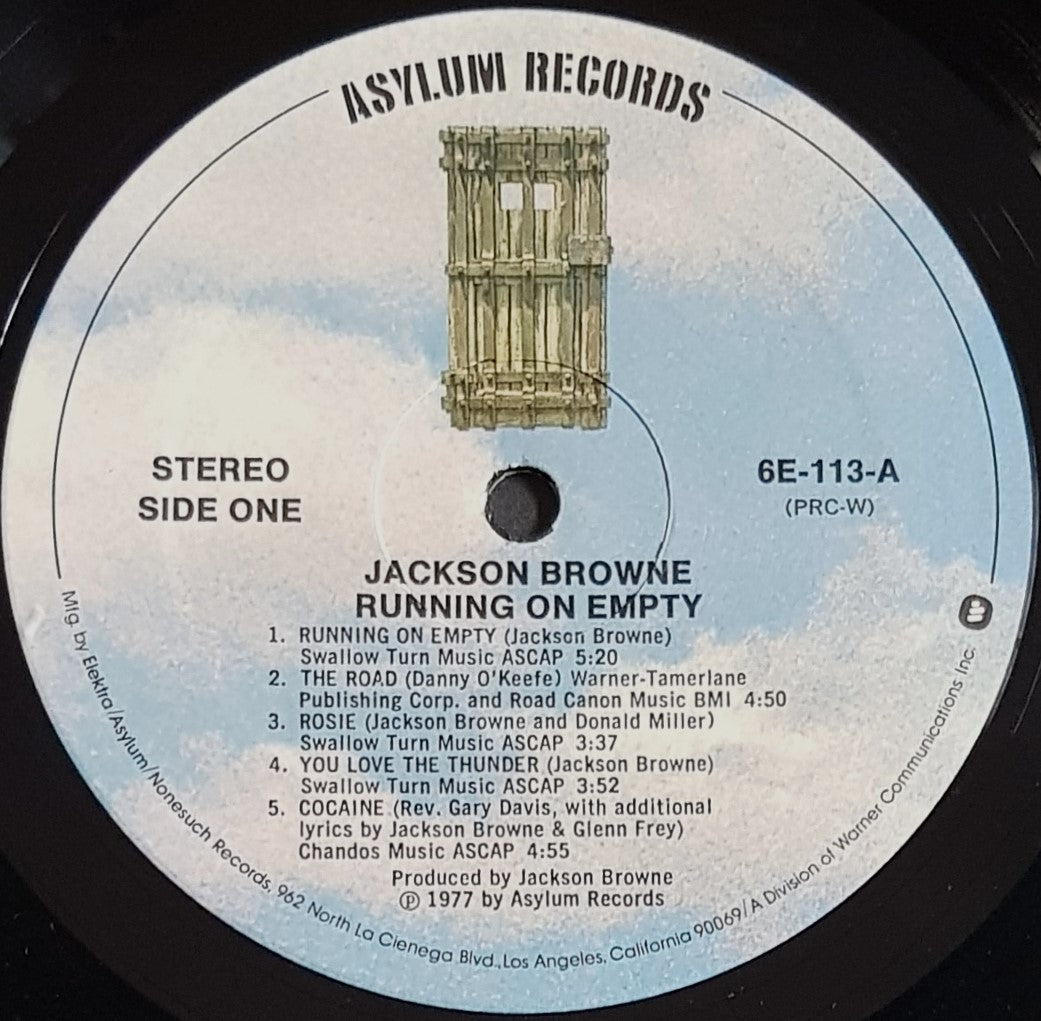 ASYLUM RECORDS
STEREO
SIDE ONE
6E-113-A
(PRC-W)
JACKSON BROWNE
RUNNING ON EMPTY
1. RUNNING ON EMPTY (Jackson Browne)
Swallow Turn Music ASCAP 5:20
2. THE ROAD (Danny O'Keefe) Warner-Tamerlane
Publishing Corp. and Road Canon Music BMI 4:50
3. ROSIE (Jackson Browne and Donald Miller)
Swallow Turn Music ASCAP 3:37
4. YOU LOVE THE THUNDER (Jackson Browne)
Swallow Turn Music ASCAP 3:52
5. COCAINE (Rev. Gary Davis, with additional
lyrics by Jackson Browne & Glenn Frey)
Chandos Music ASCAP 4:55
Produced by Jackson Browne
℗ 1977 by Asylum Records
Mfg. by Elektra/Asylum/Nonesuch Records, 962 North La Cienega Blvd., Los Angeles, California 90069/A Division of Warner Communications Inc.